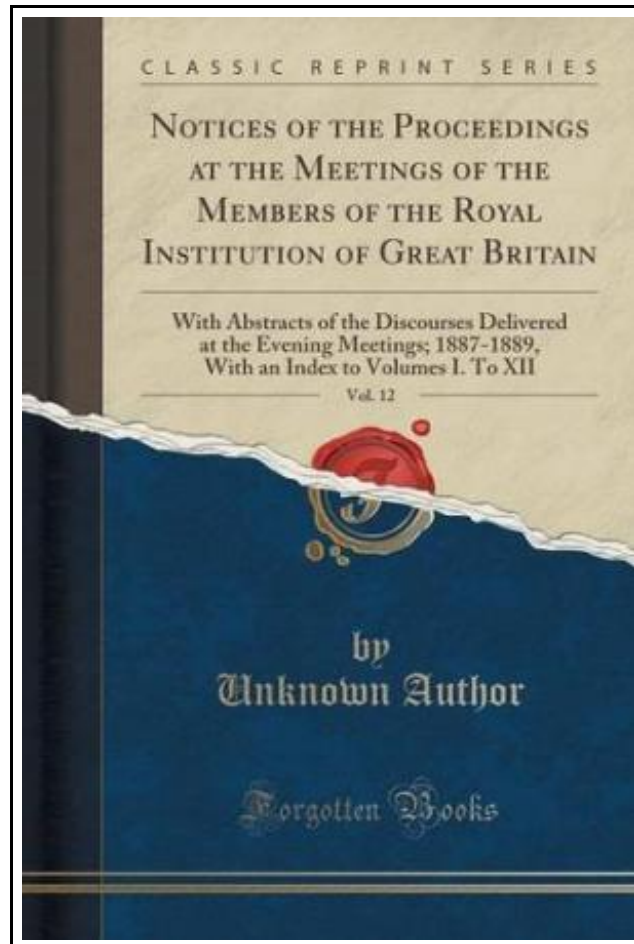 CLASSIC REPRINT SERIES
NOTICES OF THE PROCEEDINGS
AT THE MEETINGS OF THE
MEMBERS OF THE ROYAL
INSTITUTION OF GREAT BRITAIN
With Abstracts of the Discourses Delivered
at the Evening Meetings; 1887-1889,
With an Index to Volumes I. To XII
Vol. 12
by
Unknown Author
Forgotten Books